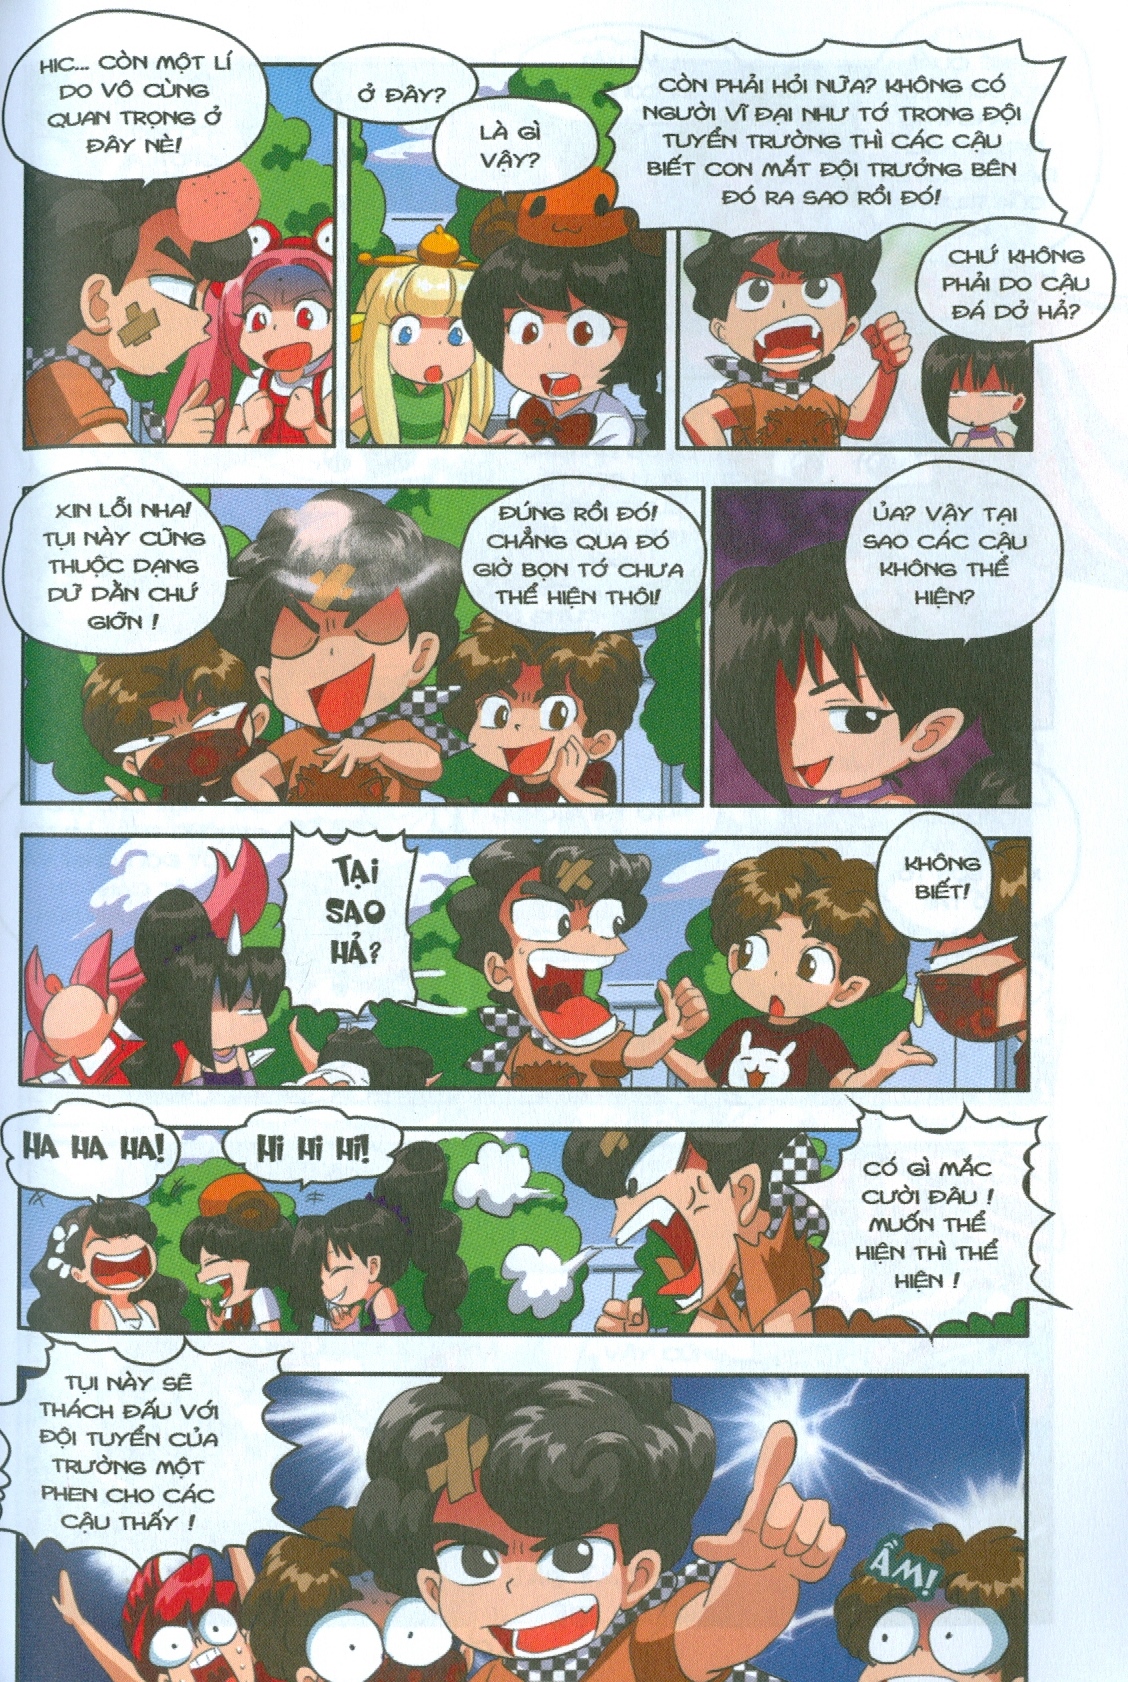 HIC... CÒN MỘT LÍ
DO VÔ CÙNG
QUAN TRỌNG Ở
ĐÂY NÈ!
Ở ĐÂY?
LÀ GÌ
VẬY?
CÒN PHẢI HỎI NỮA? KHÔNG CÓ
NGƯỜI VĨ ĐẠI NHƯ TỚ TRONG ĐỘI
TUYỂN TRƯỜNG THÌ CÁC CẬU
BIẾT CON MẮT ĐỘI TRƯỞNG BÊN
ĐÓ RA SAO RỒI ĐÓ!
CHỨ KHÔNG
PHẢI DO CẬU
ĐÁ DỞ HẢ?
XIN LỖI NHA!
TỤI NÀY CŨNG
THUỘC DẠNG
DỮ DẰN CHỨ
GIỠN !
ĐÚNG RỒI ĐÓ!
CHẲNG QUA ĐÓ
GIỜ BỌN TỚ CHƯA
THỂ HIỆN THÔI!
ỦA? VẬY TẠI
SAO CÁC CẬU
KHÔNG THỂ
HIỆN?
TẠI
SAO
HẢ?
KHÔNG
BIẾT!
HA HA HA!
Hi Hi Hi!
CÓ GÌ MẮC
CƯỜI ĐÂU !
MUỐN THỂ
HIỆN THÌ THỂ
HIỆN !
TỤI NÀY SẼ
THÁCH ĐẤU VỚI
ĐỘI TUYỂN CỦA
TRƯỜNG MỘT
PHEN CHO CÁC
CẬU THẤY !
ẦM!